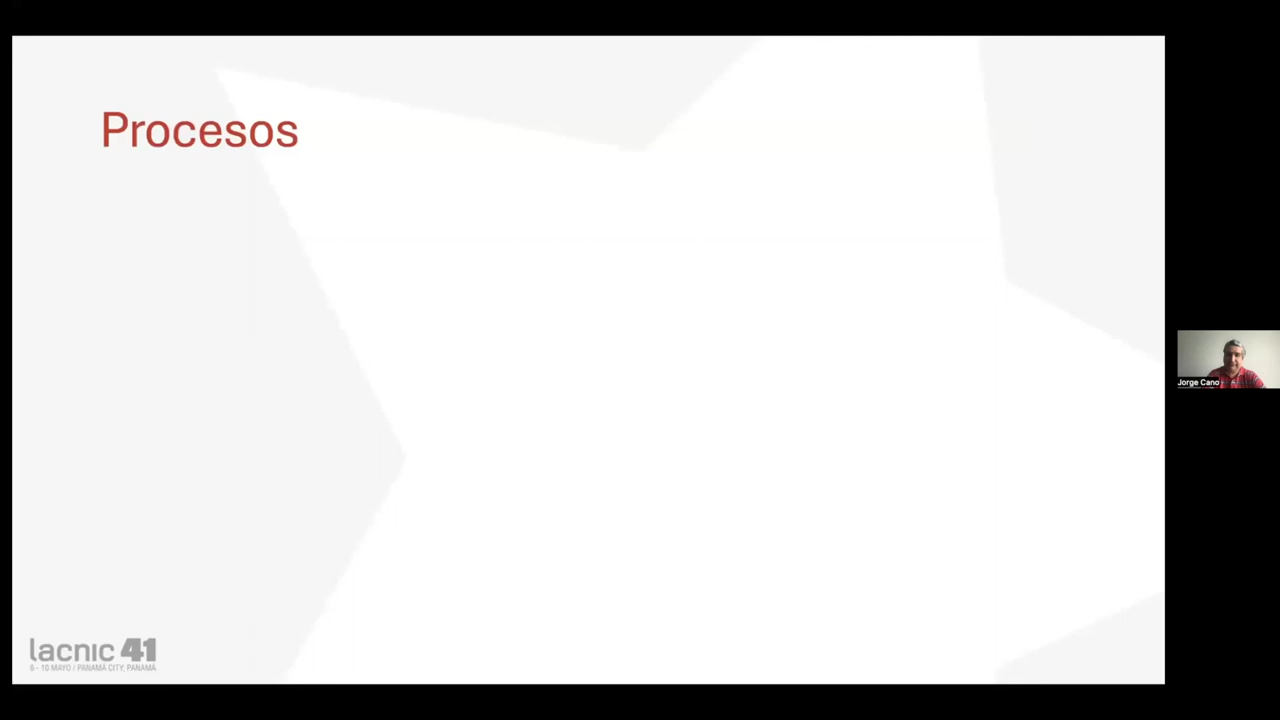 Procesos
Jorge Cano
lacnic 41
6 - 10 MAYO / PANAMÁ CITY, PANAMÁ